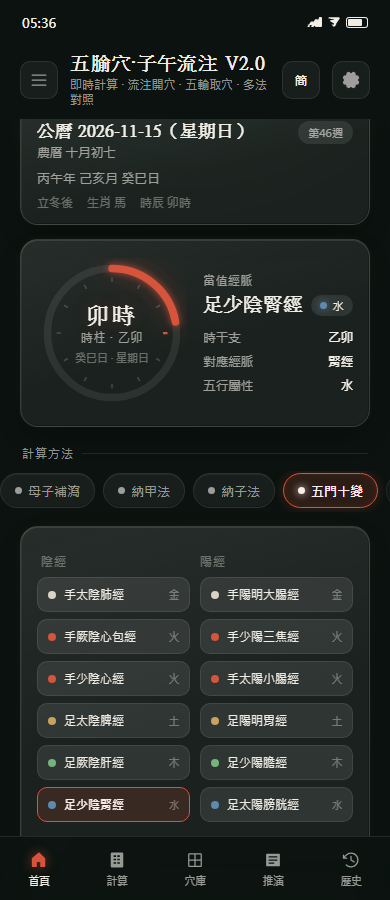 05:36
五腧穴·子午流注 V2.0
即時計算 · 流注開穴 · 五輸取穴 · 多法
對照
簡
公曆 2026-11-15（星期日）
第46週
農曆 十月初七
丙午年 己亥月 癸巳日
立冬後 生肖 馬 時辰 卯時
卯時
時柱 · 乙卯
癸巳日 · 星期日
當值經脈
足少陰腎經
水
時干支 乙卯
對應經脈 腎經
五行屬性 水
計算方法
母子補瀉
納甲法
納子法
五門十變
陰經 陽經
手太陰肺經 金 手陽明大腸經 金
手厥陰心包經 火 手少陽三焦經 火
手少陰心經 火 手太陽小腸經 火
足太陰脾經 土 足陽明胃經 土
足厥陰肝經 木 足少陽膽經 木
足少陰腎經 水 足太陽膀胱經 水
首頁 計算 穴庫 推演 歷史